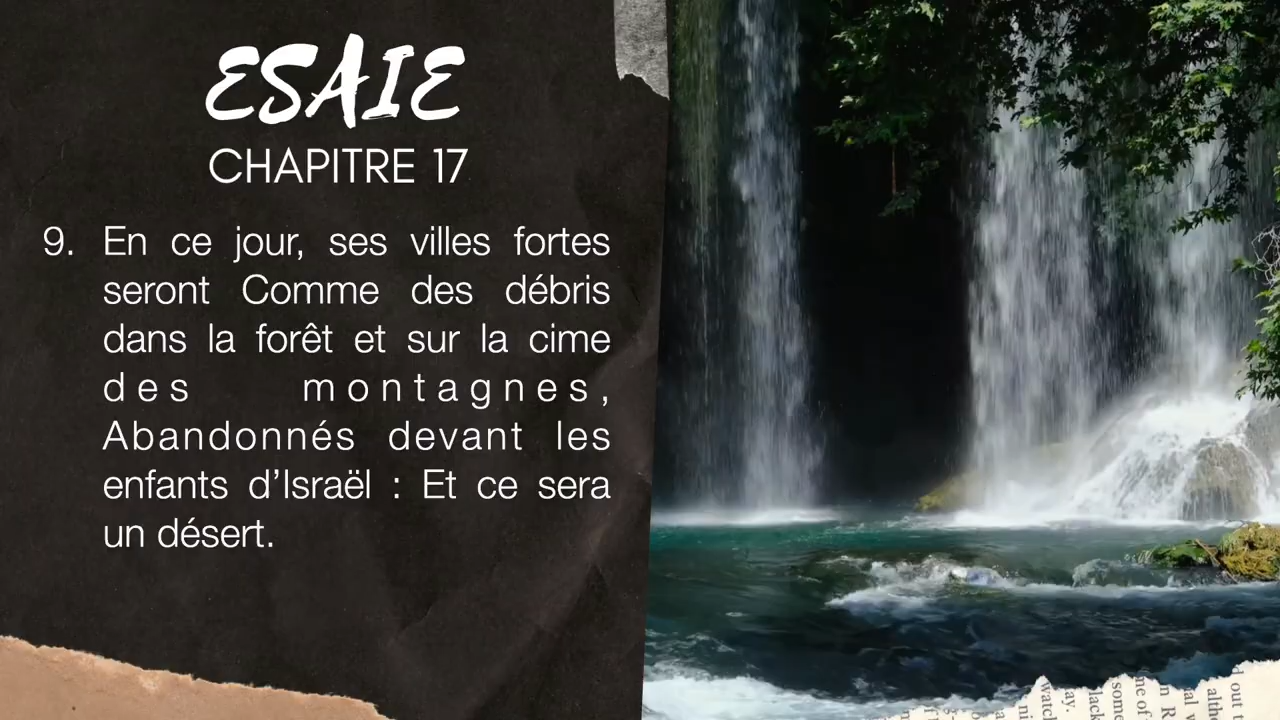 ESAIE
CHAPITRE 17
9. En ce jour, ses villes fortes
seront Comme des débris
dans la forêt et sur la cime
des montagnes,
Abandonnés devant les
enfants d’Israël : Et ce sera
un désert.